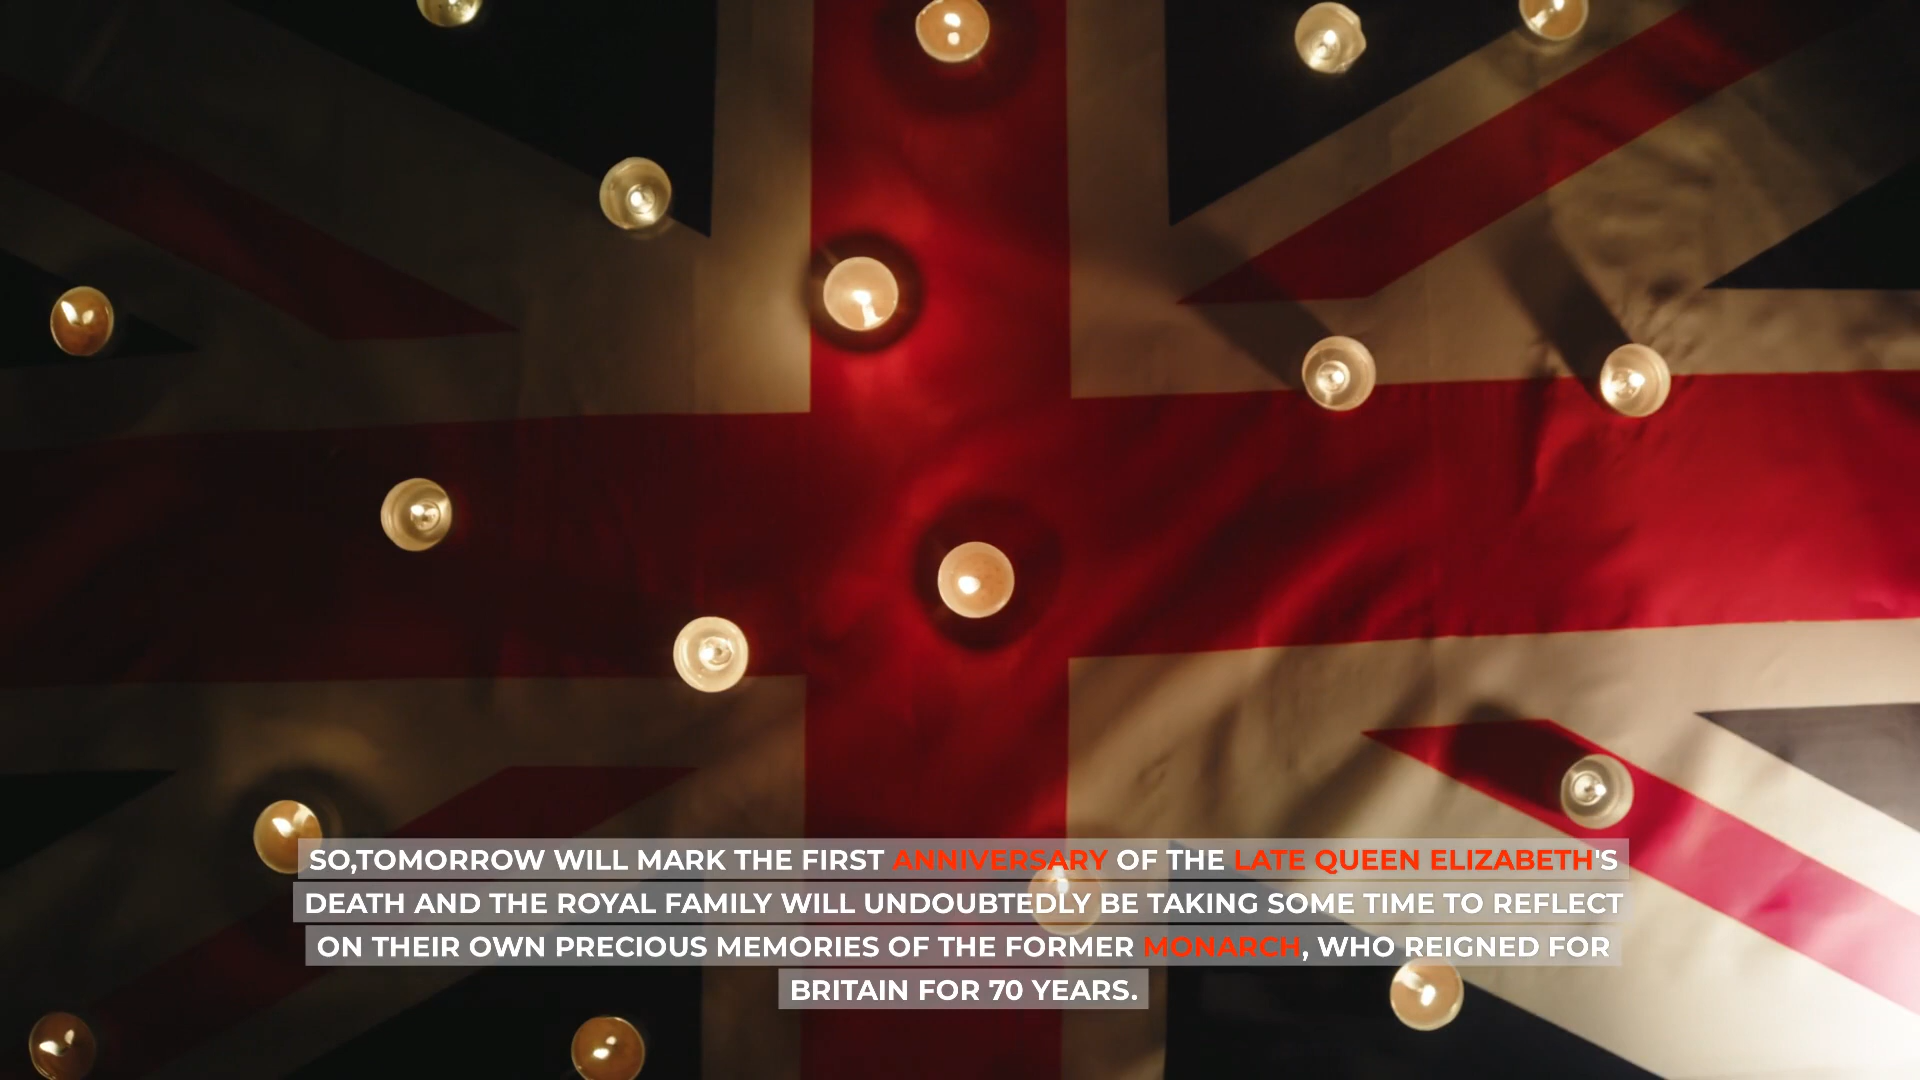 SO,TOMORROW WILL MARK THE FIRST ANNIVERSARY OF THE LATE QUEEN ELIZABETH'S
DEATH AND THE ROYAL FAMILY WILL UNDOUBTEDLY BE TAKING SOME TIME TO REFLECT
ON THEIR OWN PRECIOUS MEMORIES OF THE FORMER MONARCH, WHO REIGNED FOR
BRITAIN FOR 70 YEARS.